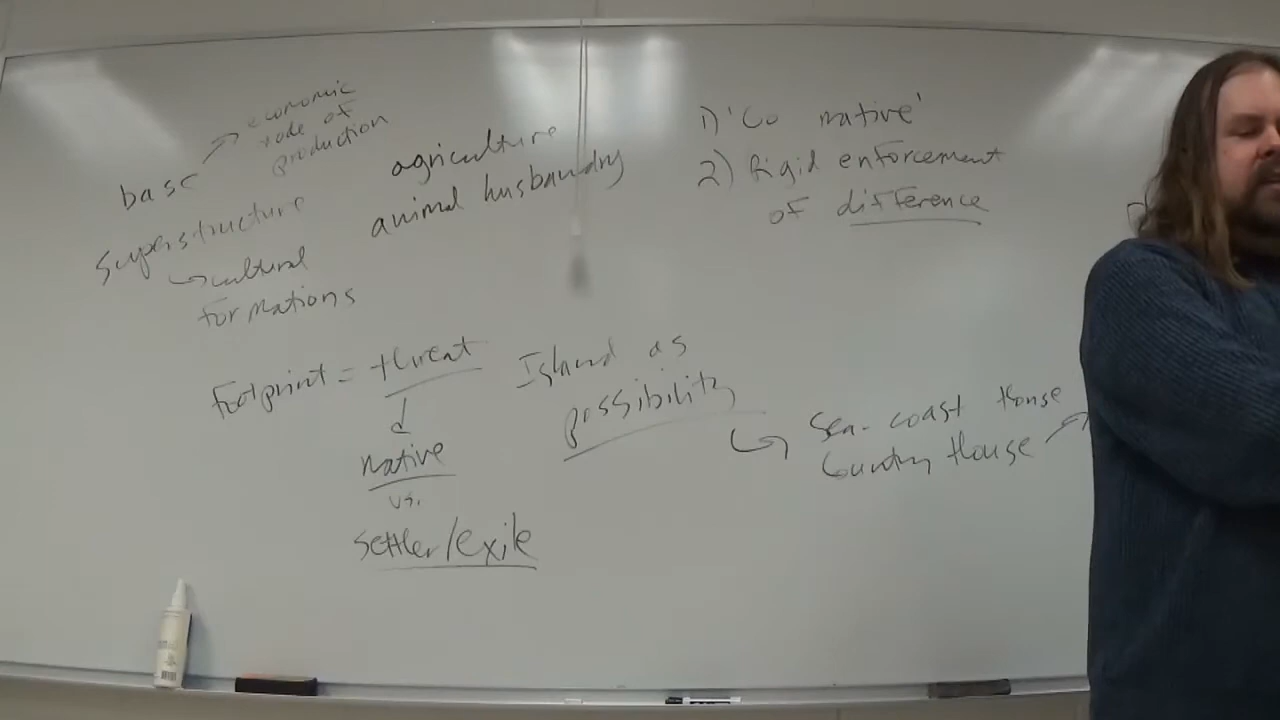 base
economic
mode of
production
superstructure
cultural
formations
agriculture
animal husbandry
1) 'Go native'
2) Rigid enforcement
of difference
Footprint = threat
native
vs.
settler/exile
Island as
possibility
Sea-coast House
Country House